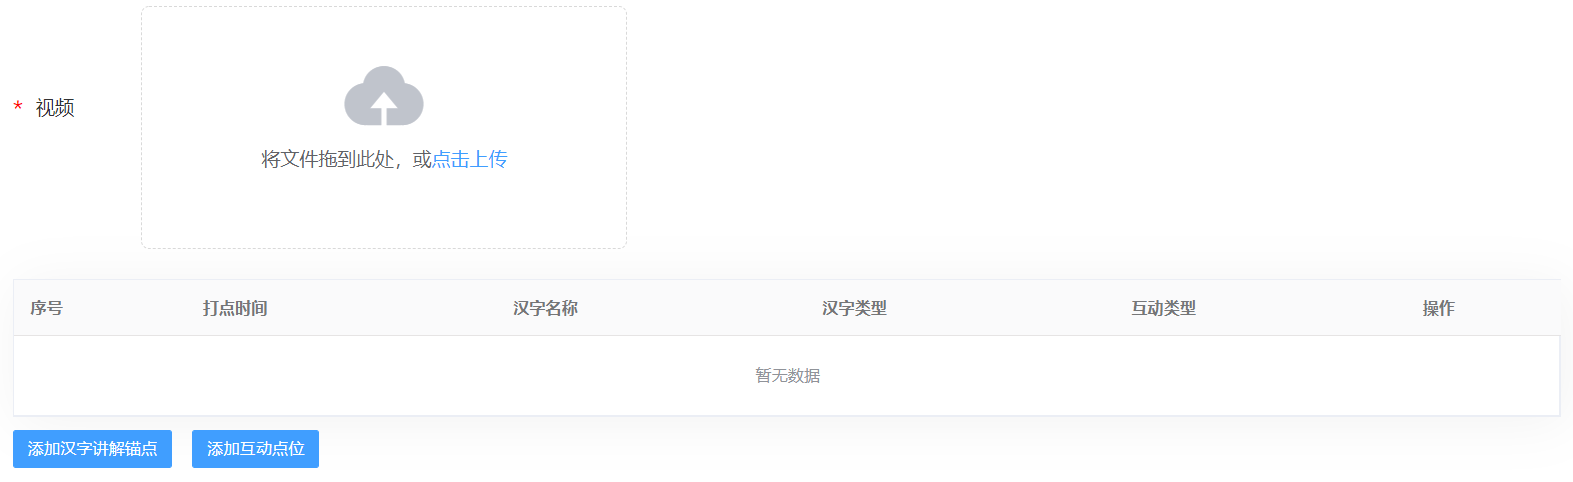 * 视频
将文件拖到此处，或点击上传
序号 打点时间 汉字名称 汉字类型 互动类型 操作
暂无数据
添加汉字讲解锚点 添加互动点位